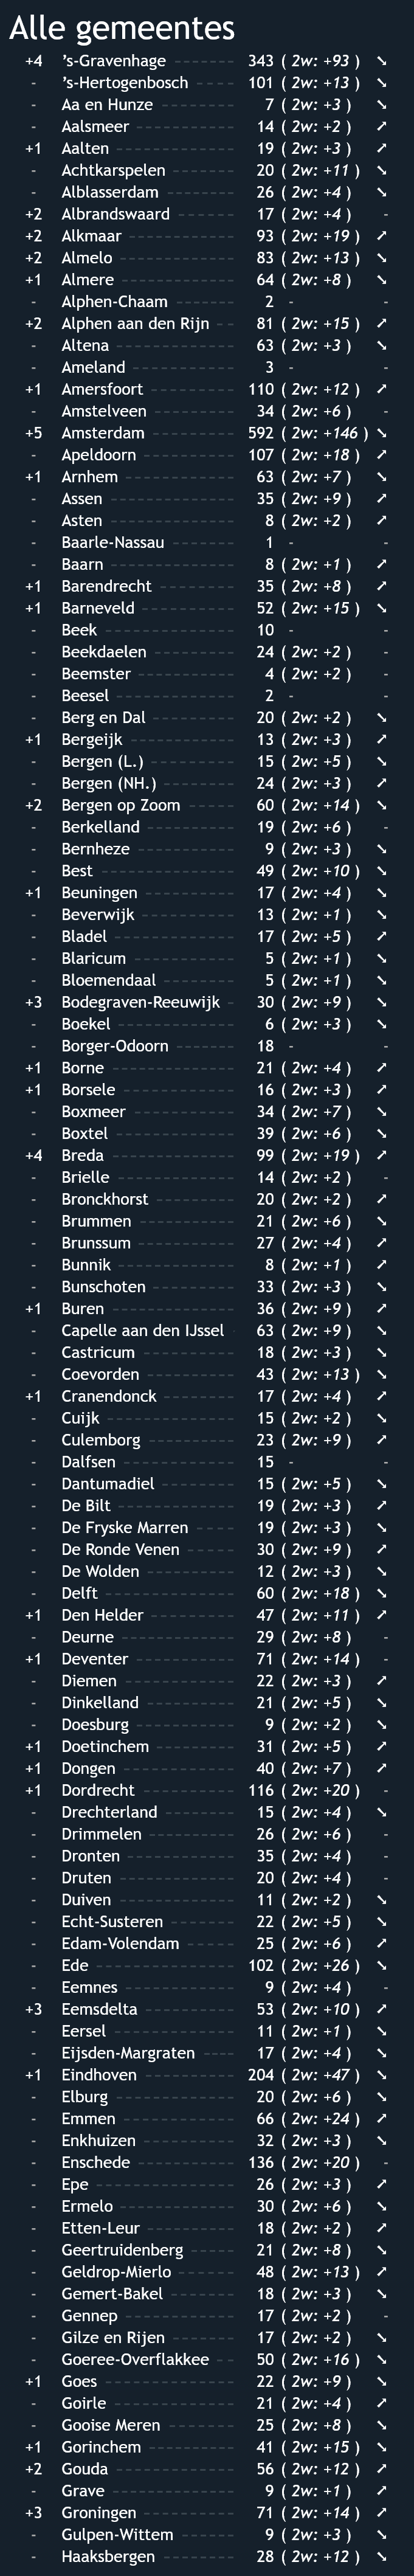 Alle gemeentes
+4 's-Gravenhage 343 ( 2w: +93 ) ➘
- 's-Hertogenbosch 101 ( 2w: +13 ) ➘
- Aa en Hunze 7 ( 2w: +3 ) ➘
- Aalsmeer 14 ( 2w: +2 ) ➚
+1 Aalten 19 ( 2w: +3 ) ➚
- Achtkarspelen 20 ( 2w: +11 ) ➘
- Alblasserdam 26 ( 2w: +4 ) ➘
+2 Albrandswaard 17 ( 2w: +4 ) -
+2 Alkmaar 93 ( 2w: +19 ) ➚
+2 Almelo 83 ( 2w: +13 ) ➘
+1 Almere 64 ( 2w: +8 ) ➘
- Alphen-Chaam 2 - -
+2 Alphen aan den Rijn 81 ( 2w: +15 ) ➚
- Altena 63 ( 2w: +3 ) ➘
- Ameland 3 - -
+1 Amersfoort 110 ( 2w: +12 ) ➚
- Amstelveen 34 ( 2w: +6 ) -
+5 Amsterdam 592 ( 2w: +146 ) ➘
- Apeldoorn 107 ( 2w: +18 ) ➚
+1 Arnhem 63 ( 2w: +7 ) ➘
- Assen 35 ( 2w: +9 ) ➚
- Asten 8 ( 2w: +2 ) ➚
- Baarle-Nassau 1 - -
- Baarn 8 ( 2w: +1 ) ➚
+1 Barendrecht 35 ( 2w: +8 ) ➚
+1 Barneveld 52 ( 2w: +15 ) ➘
- Beek 10 - -
- Beekdaelen 24 ( 2w: +2 ) -
- Beemster 4 ( 2w: +2 ) -
- Beesel 2 - -
- Berg en Dal 20 ( 2w: +2 ) ➘
+1 Bergeijk 13 ( 2w: +3 ) ➚
- Bergen (L.) 15 ( 2w: +5 ) ➘
- Bergen (NH.) 24 ( 2w: +3 ) ➚
+2 Bergen op Zoom 60 ( 2w: +14 ) ➘
- Berkelland 19 ( 2w: +6 ) -
- Bernheze 9 ( 2w: +3 ) ➘
- Best 49 ( 2w: +10 ) ➘
+1 Beuningen 17 ( 2w: +4 ) ➘
- Beverwijk 13 ( 2w: +1 ) ➘
- Bladel 17 ( 2w: +5 ) ➚
- Blaricum 5 ( 2w: +1 ) ➘
- Bloemendaal 5 ( 2w: +1 ) ➘
+3 Bodegraven-Reeuwijk 30 ( 2w: +9 ) ➘
- Boekel 6 ( 2w: +3 ) ➘
- Borger-Odoorn 18 - -
+1 Borne 21 ( 2w: +4 ) ➚
+1 Borsele 16 ( 2w: +3 ) ➚
- Boxmeer 34 ( 2w: +7 ) ➘
- Boxtel 39 ( 2w: +6 ) ➘
+4 Breda 99 ( 2w: +19 ) ➚
- Brielle 14 ( 2w: +2 ) -
- Bronckhorst 20 ( 2w: +2 ) ➚
- Brummen 21 ( 2w: +6 ) ➘
- Brunssum 27 ( 2w: +4 ) ➚
- Bunnik 8 ( 2w: +1 ) ➚
- Bunschoten 33 ( 2w: +3 ) ➘
+1 Buren 36 ( 2w: +9 ) ➚
- Capelle aan den IJssel 63 ( 2w: +9 ) ➘
- Castricum 18 ( 2w: +3 ) ➘
- Coevorden 43 ( 2w: +13 ) ➘
+1 Cranendonck 17 ( 2w: +4 ) ➚
- Cuijk 15 ( 2w: +2 ) ➘
- Culemborg 23 ( 2w: +9 ) ➚
- Dalfsen 15 - -
- Dantumadiel 15 ( 2w: +5 ) ➘
- De Bilt 19 ( 2w: +3 ) ➚
- De Fryske Marren 19 ( 2w: +3 ) ➘
- De Ronde Venen 30 ( 2w: +9 ) ➚
- De Wolden 12 ( 2w: +3 ) ➘
- Delft 60 ( 2w: +18 ) ➘
+1 Den Helder 47 ( 2w: +11 ) ➚
- Deurne 29 ( 2w: +8 ) -
+1 Deventer 71 ( 2w: +14 ) -
- Diemen 22 ( 2w: +3 ) ➚
- Dinkelland 21 ( 2w: +5 ) ➘
- Doesburg 9 ( 2w: +2 ) ➘
+1 Doetinchem 31 ( 2w: +5 ) ➚
+1 Dongen 40 ( 2w: +7 ) ➚
+1 Dordrecht 116 ( 2w: +20 ) -
- Drechterland 15 ( 2w: +4 ) ➘
- Drimmelen 26 ( 2w: +6 ) -
- Dronten 35 ( 2w: +4 ) -
- Druten 20 ( 2w: +4 ) -
- Duiven 11 ( 2w: +2 ) ➘
- Echt-Susteren 22 ( 2w: +5 ) ➘
- Edam-Volendam 25 ( 2w: +6 ) ➚
- Ede 102 ( 2w: +26 ) ➘
- Eemnes 9 ( 2w: +4 ) -
+3 Eemsdelta 53 ( 2w: +10 ) ➚
- Eersel 11 ( 2w: +1 ) ➘
- Eijsden-Margraten 17 ( 2w: +4 ) ➘
+1 Eindhoven 204 ( 2w: +47 ) ➘
- Elburg 20 ( 2w: +6 ) ➘
- Emmen 66 ( 2w: +24 ) ➚
- Enkhuizen 32 ( 2w: +3 ) ➘
- Enschede 136 ( 2w: +20 ) -
- Epe 26 ( 2w: +3 ) ➚
- Ermelo 30 ( 2w: +6 ) ➘
- Etten-Leur 18 ( 2w: +2 ) ➚
- Geertruidenberg 21 ( 2w: +8 ) ➘
- Geldrop-Mierlo 48 ( 2w: +13 ) ➚
- Gemert-Bakel 18 ( 2w: +3 ) ➘
- Gennep 17 ( 2w: +2 ) -
- Gilze en Rijen 17 ( 2w: +2 ) ➘
- Goeree-Overflakkee 50 ( 2w: +16 ) ➘
+1 Goes 22 ( 2w: +9 ) ➘
- Goirle 21 ( 2w: +4 ) ➚
- Gooise Meren 25 ( 2w: +8 ) ➘
+1 Gorinchem 41 ( 2w: +15 ) ➘
+2 Gouda 56 ( 2w: +12 ) ➚
- Grave 9 ( 2w: +1 ) ➚
+3 Groningen 71 ( 2w: +14 ) ➚
- Gulpen-Wittem 9 ( 2w: +3 ) ➘
- Haaksbergen 28 ( 2w: +12 ) ➘